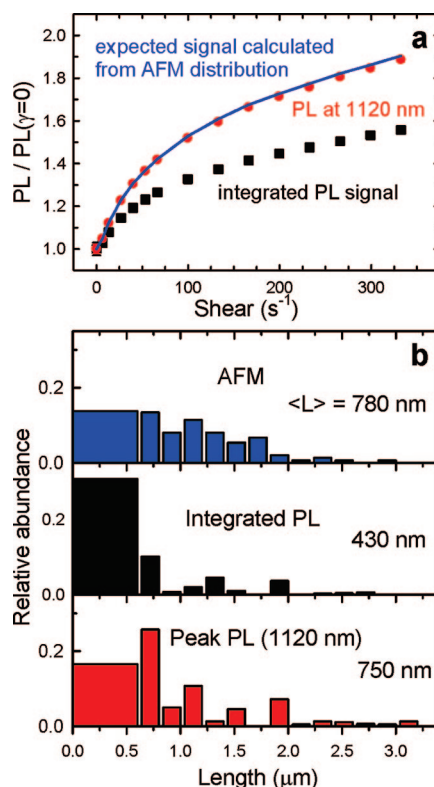 a
expected signal calculated
from AFM distribution
PL at 1120 nm
integrated PL signal
PL / PL(γ=0)
2.0
1.8
1.6
1.4
1.2
1.0
0 50 100 150 200 250 300
Shear (s⁻¹)
b
AFM
<L> = 780 nm
0.2
0.0
Integrated PL
430 nm
0.2
Relative abundance
Peak PL (1120 nm)
750 nm
0.2
0.0
0.0 0.5 1.0 1.5 2.0 2.5 3.0
Length (μm)